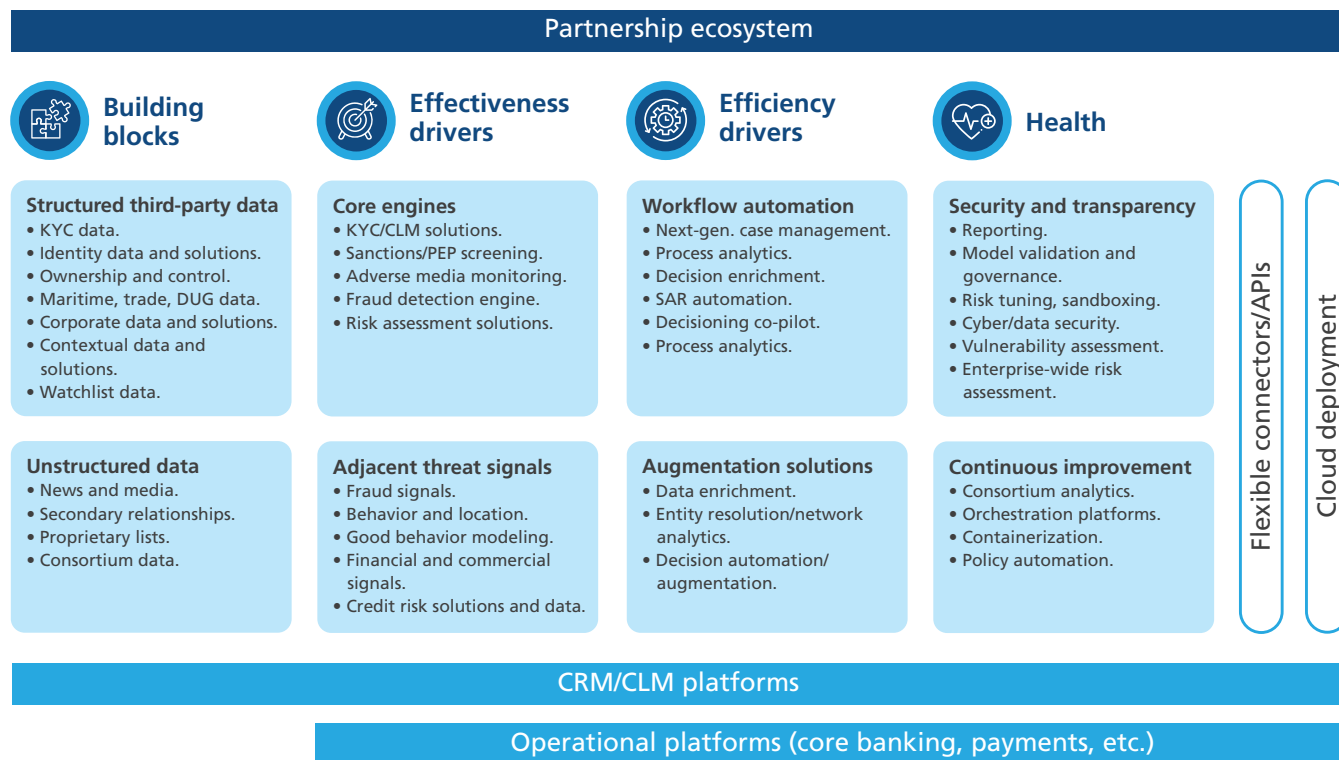 Partnership ecosystem
Building
blocks
Effectiveness
drivers
Efficiency
drivers
Health
Structured third-party data
• KYC data.
• Identity data and solutions.
• Ownership and control.
• Maritime, trade, DUG data.
• Corporate data and solutions.
• Contextual data and
solutions.
• Watchlist data.
Core engines
• KYC/CLM solutions.
• Sanctions/PEP screening.
• Adverse media monitoring.
• Fraud detection engine.
• Risk assessment solutions.
Workflow automation
• Next-gen. case management.
• Process analytics.
• Decision enrichment.
• SAR automation.
• Decisioning co-pilot.
• Process analytics.
Security and transparency
• Reporting.
• Model validation and
governance.
• Risk tuning, sandboxing.
• Cyber/data security.
• Vulnerability assessment.
• Enterprise-wide risk
assessment.
Unstructured data
• News and media.
• Secondary relationships.
• Proprietary lists.
• Consortium data.
Adjacent threat signals
• Fraud signals.
• Behavior and location.
• Good behavior modeling.
• Financial and commercial
signals.
• Credit risk solutions and data.
Augmentation solutions
• Data enrichment.
• Entity resolution/network
analytics.
• Decision automation/
augmentation.
Continuous improvement
• Consortium analytics.
• Orchestration platforms.
• Containerization.
• Policy automation.
Flexible connectors/APIs
Cloud deployment
CRM/CLM platforms
Operational platforms (core banking, payments, etc.)